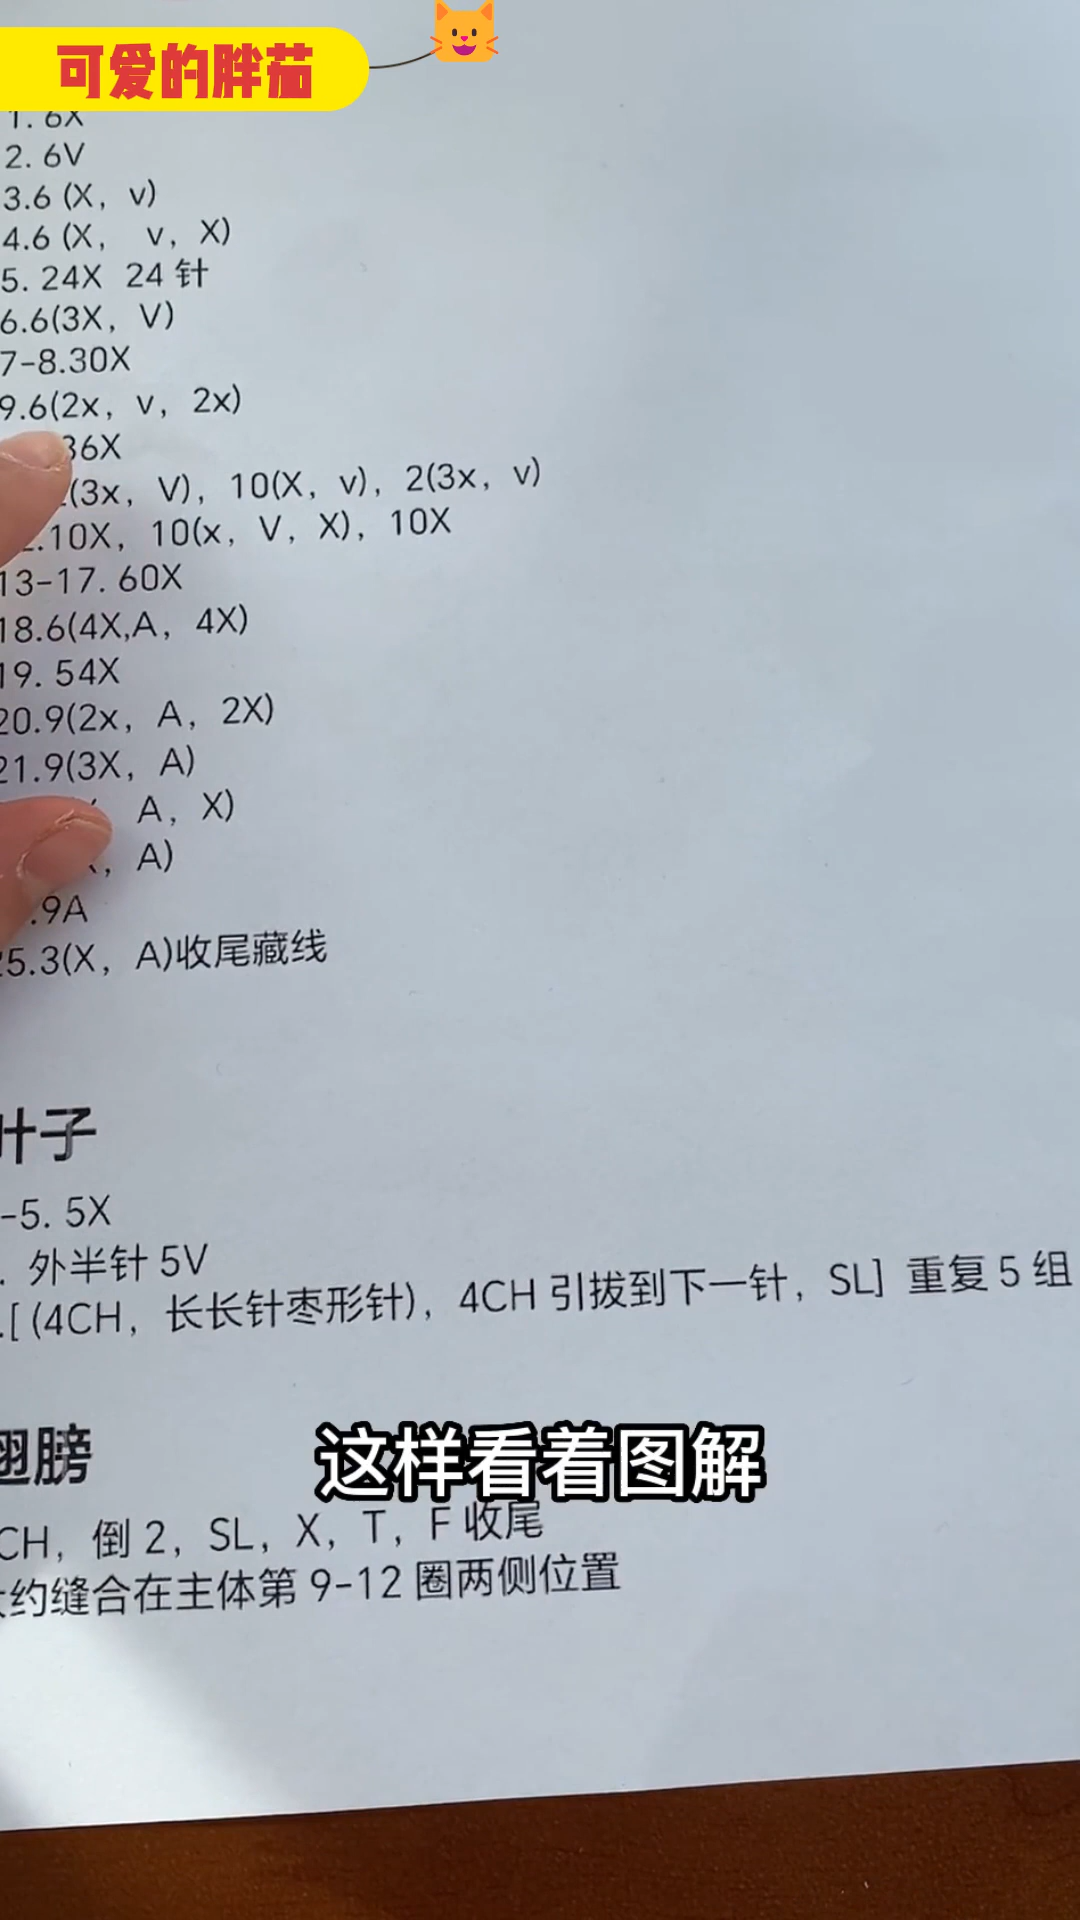 可爱的胖茄
1. 6X
2. 6V
3.6 (X, v)
4.6 (X, v, X)
5. 24X 24 针
6.6(3X, V)
7-8.30X
9.6(2x, v, 2x)
36X
(3x, V), 10(X, v), 2(3x, v)
.10X, 10(x, V, X), 10X
13-17. 60X
18.6(4X,A, 4X)
19. 54X
20.9(2x, A, 2X)
21.9(3X, A)
A, X)
, A)
.9A
25.3(X, A)收尾藏线
叶子
-5. 5X
. 外半针 5V
.[ (4CH, 长长针枣形针), 4CH 引拔到下一针, SL] 重复 5 组
翅膀
这样看着图解
CH, 倒 2, SL, X, T, F 收尾
约缝合在主体第 9-12 圈两侧位置